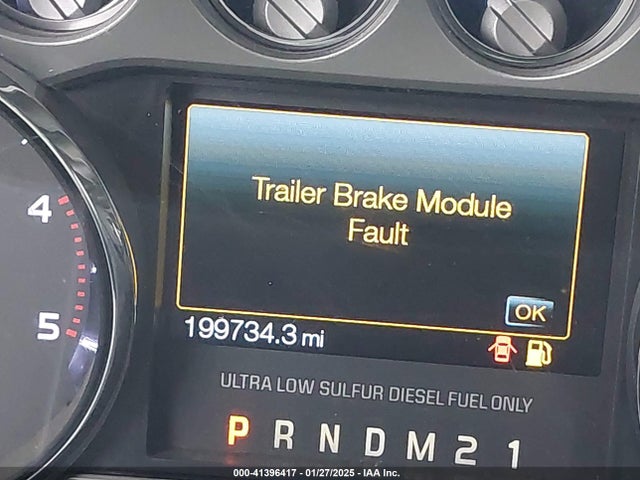 4
5
Trailer Brake Module
Fault
OK
199734.3 mi
ULTRA LOW SULFUR DIESEL FUEL ONLY
P R N D M 2 1
000-41396417 - 01/27/2025 - IAA Inc.